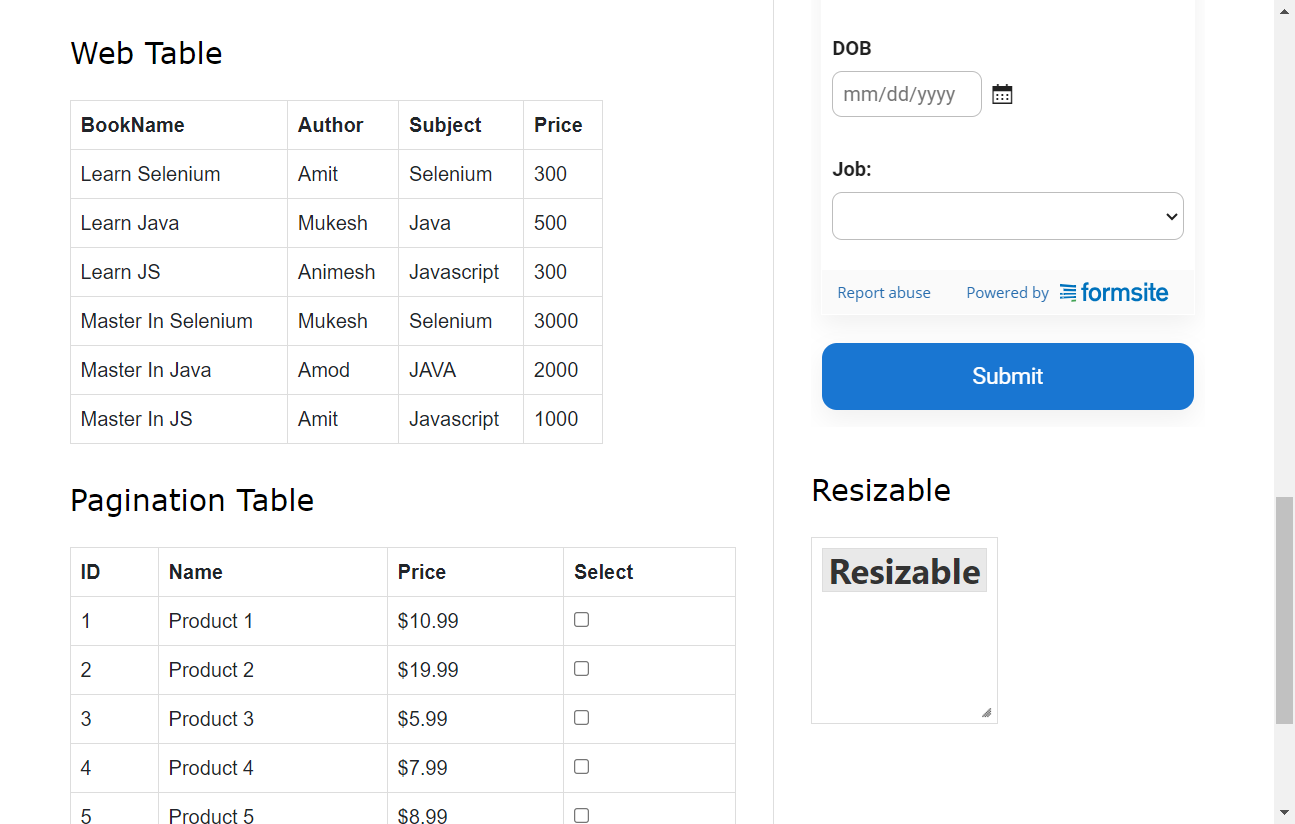 Web Table
BookName Author Subject Price
Learn Selenium Amit Selenium 300
Learn Java Mukesh Java 500
Learn JS Animesh Javascript 300
Master In Selenium Mukesh Selenium 3000
Master In Java Amod JAVA 2000
Master In JS Amit Javascript 1000
Pagination Table
ID Name Price Select
1 Product 1 $10.99
2 Product 2 $19.99
3 Product 3 $5.99
4 Product 4 $7.99
5 Product 5 $8.99
DOB
mm/dd/yyyy
Job:
Report abuse Powered by formsite
Submit
Resizable
Resizable